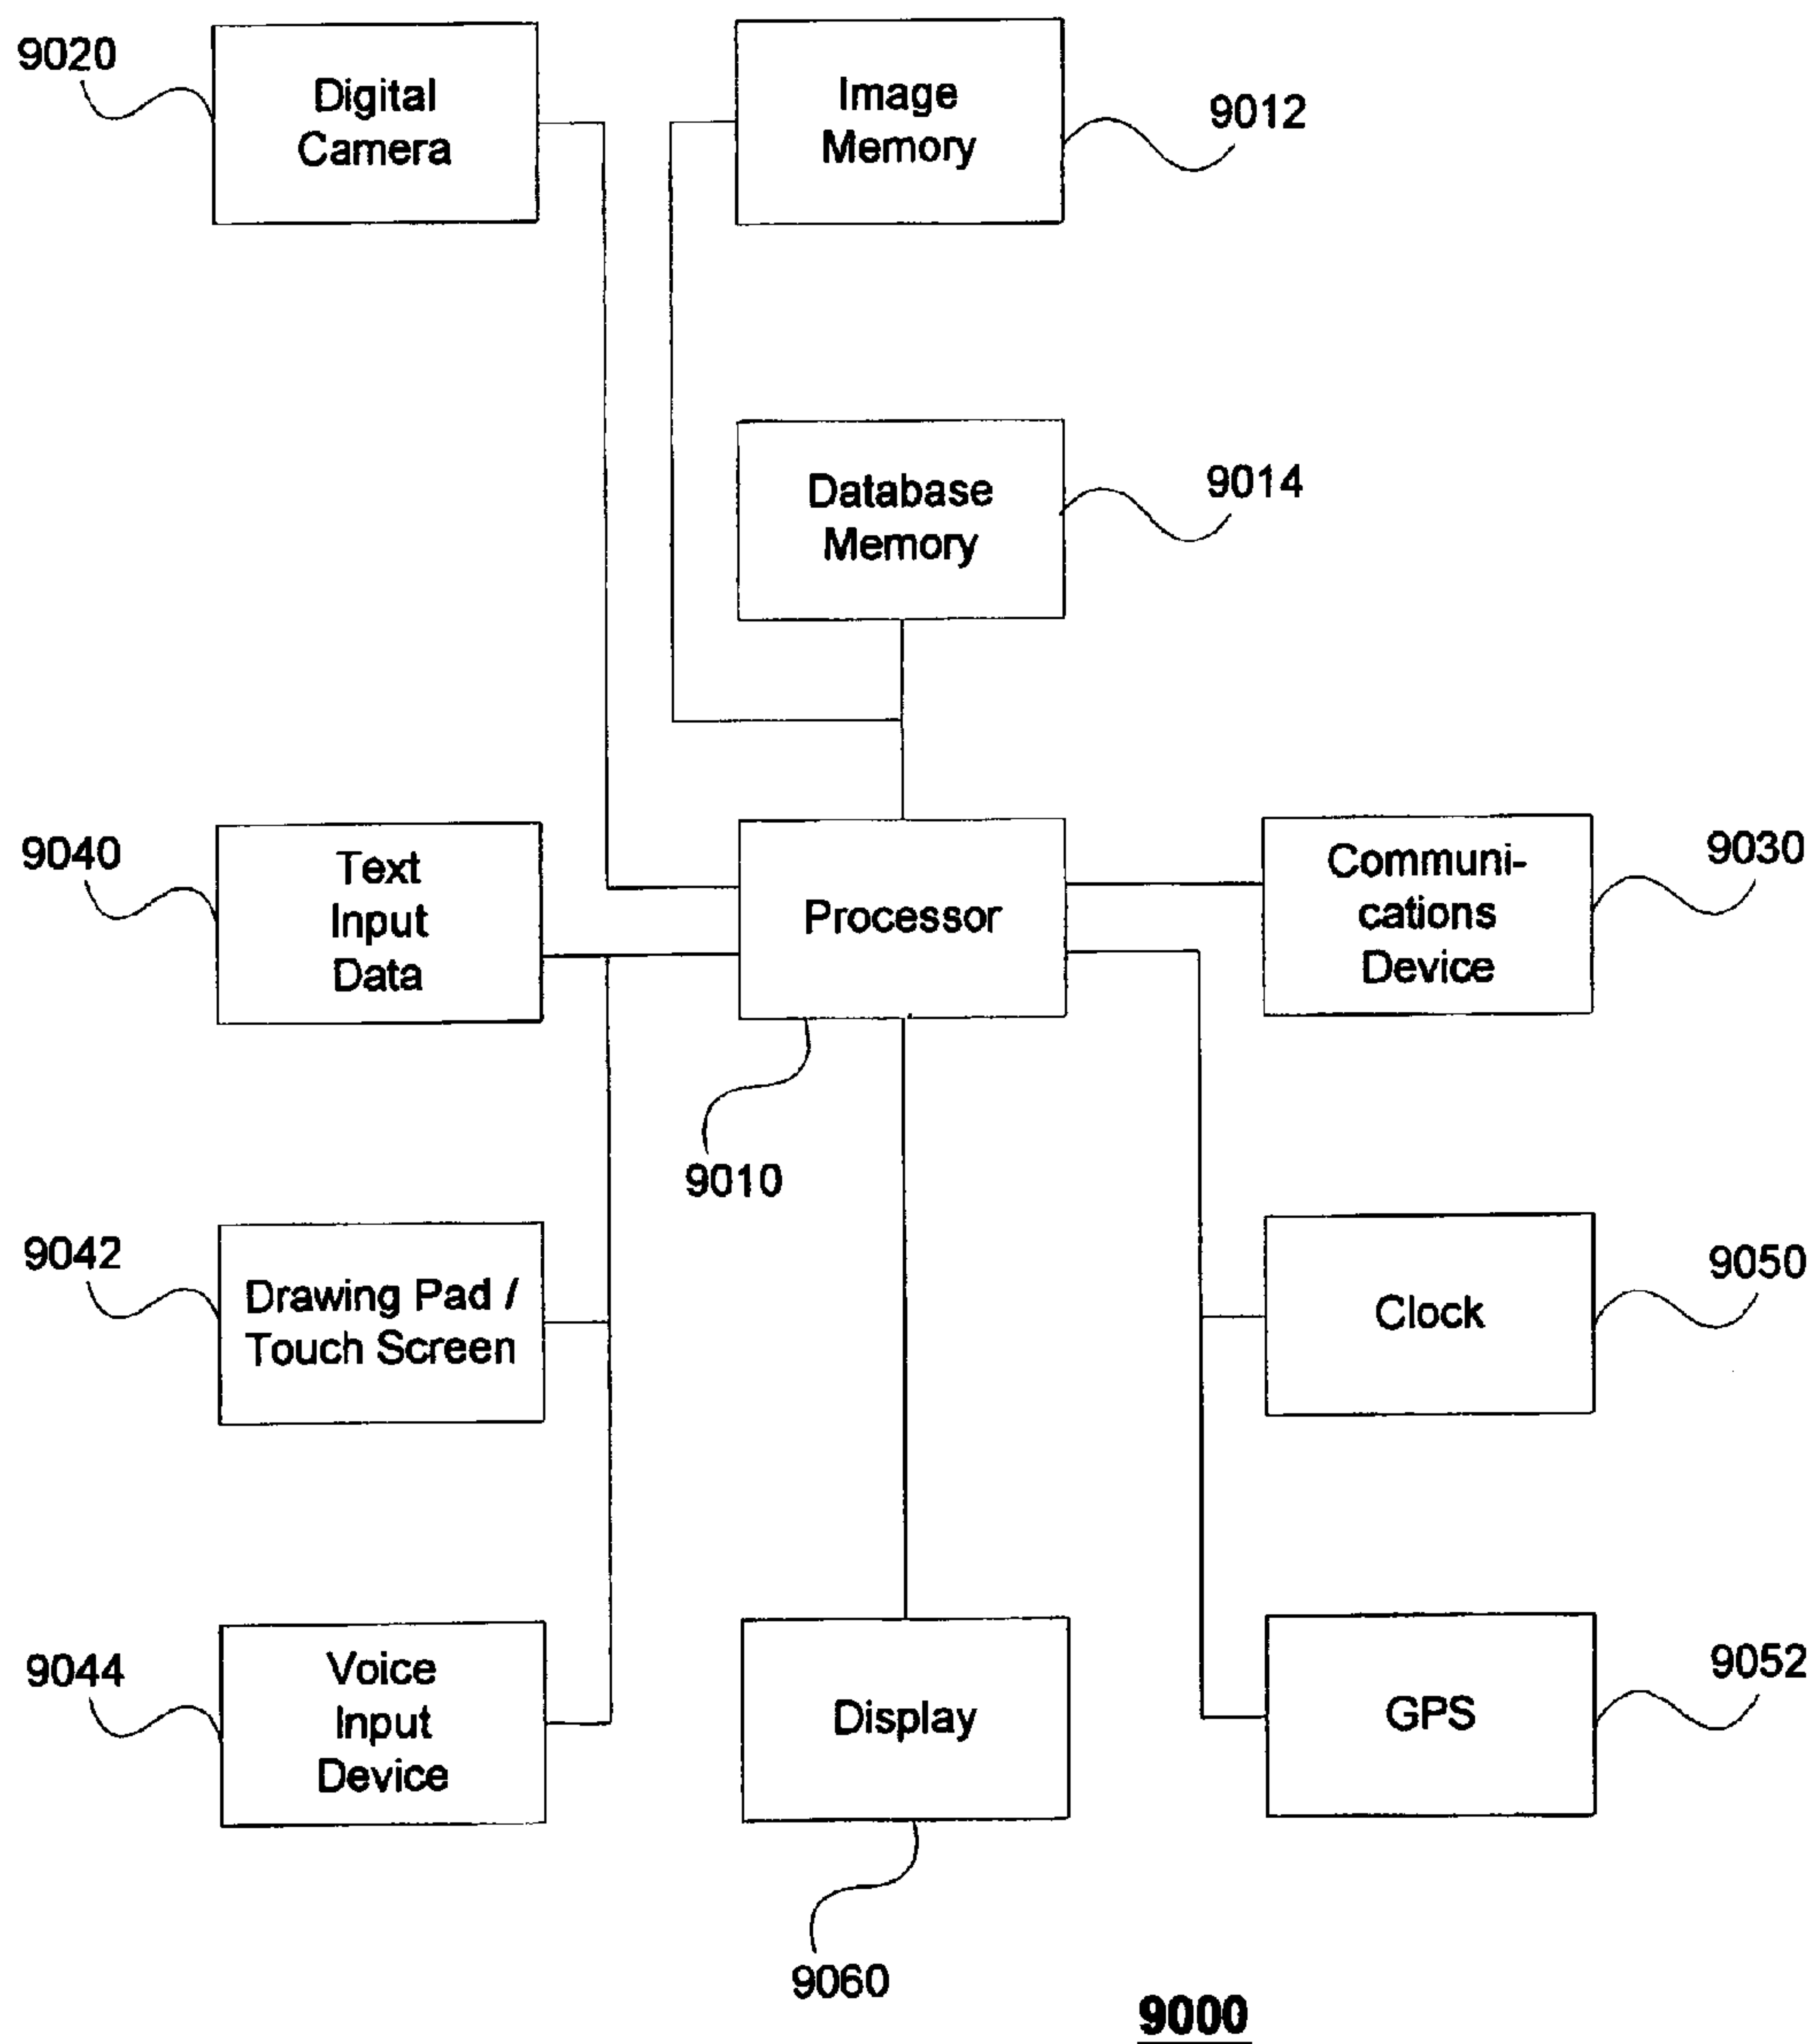 9020
Digital
Camera
Image
Memory
9012
Database
Memory
9014
9040
Text
Input
Data
Processor
9010
Communi-
cations
Device
9030
9042
Drawing Pad /
Touch Screen
Clock
9050
9044
Voice
Input
Device
Display
9060
GPS
9052
9000